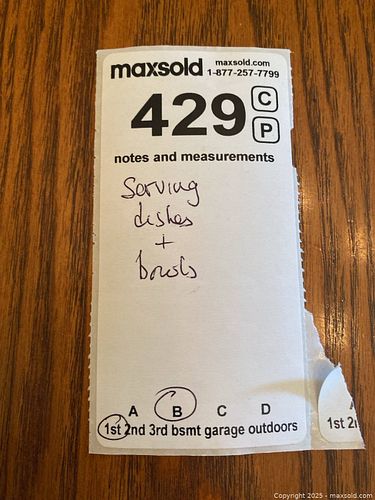 maxsold maxsold.com
1-877-257-7799
429 C
P
notes and measurements
Serving
dishes
+
bowls
A B C D
1st 2nd 3rd bsmt garage outdoors
1st 2
Copyright 2025 - maxsold.com